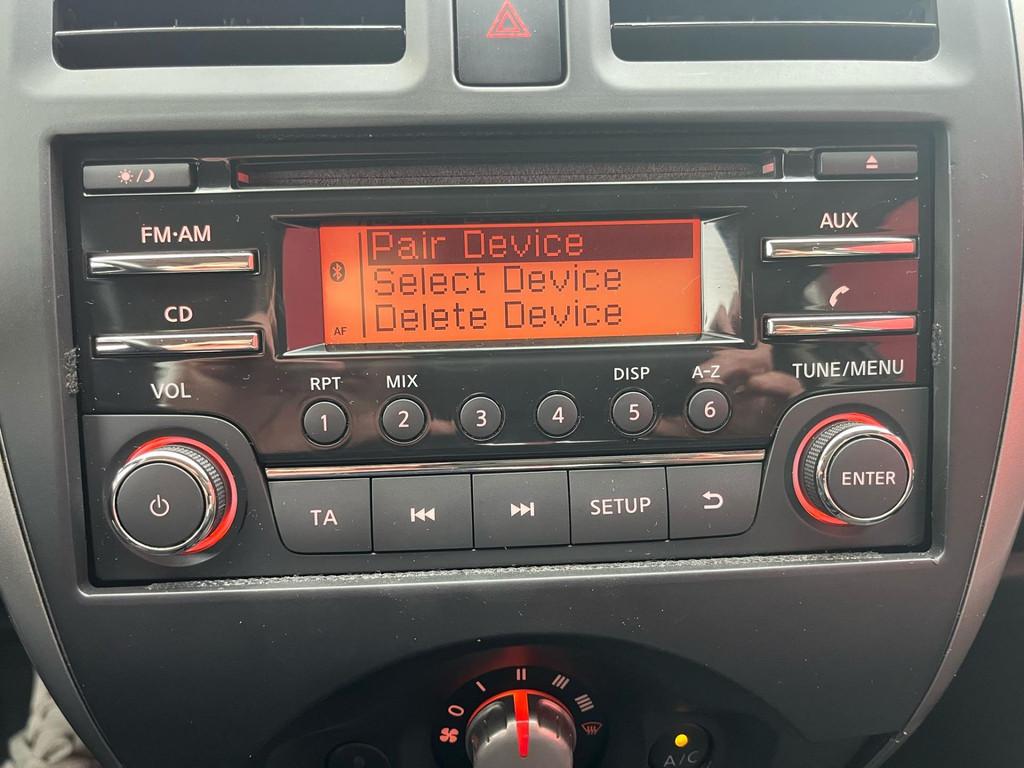 FM·AM
AUX
Pair Device
Select Device
Delete Device
AF
CD
VOL
RPT
MIX
DISP
A-Z
TUNE/MENU
1
2
3
4
5
6
ENTER
TA
SETUP
0
A/C